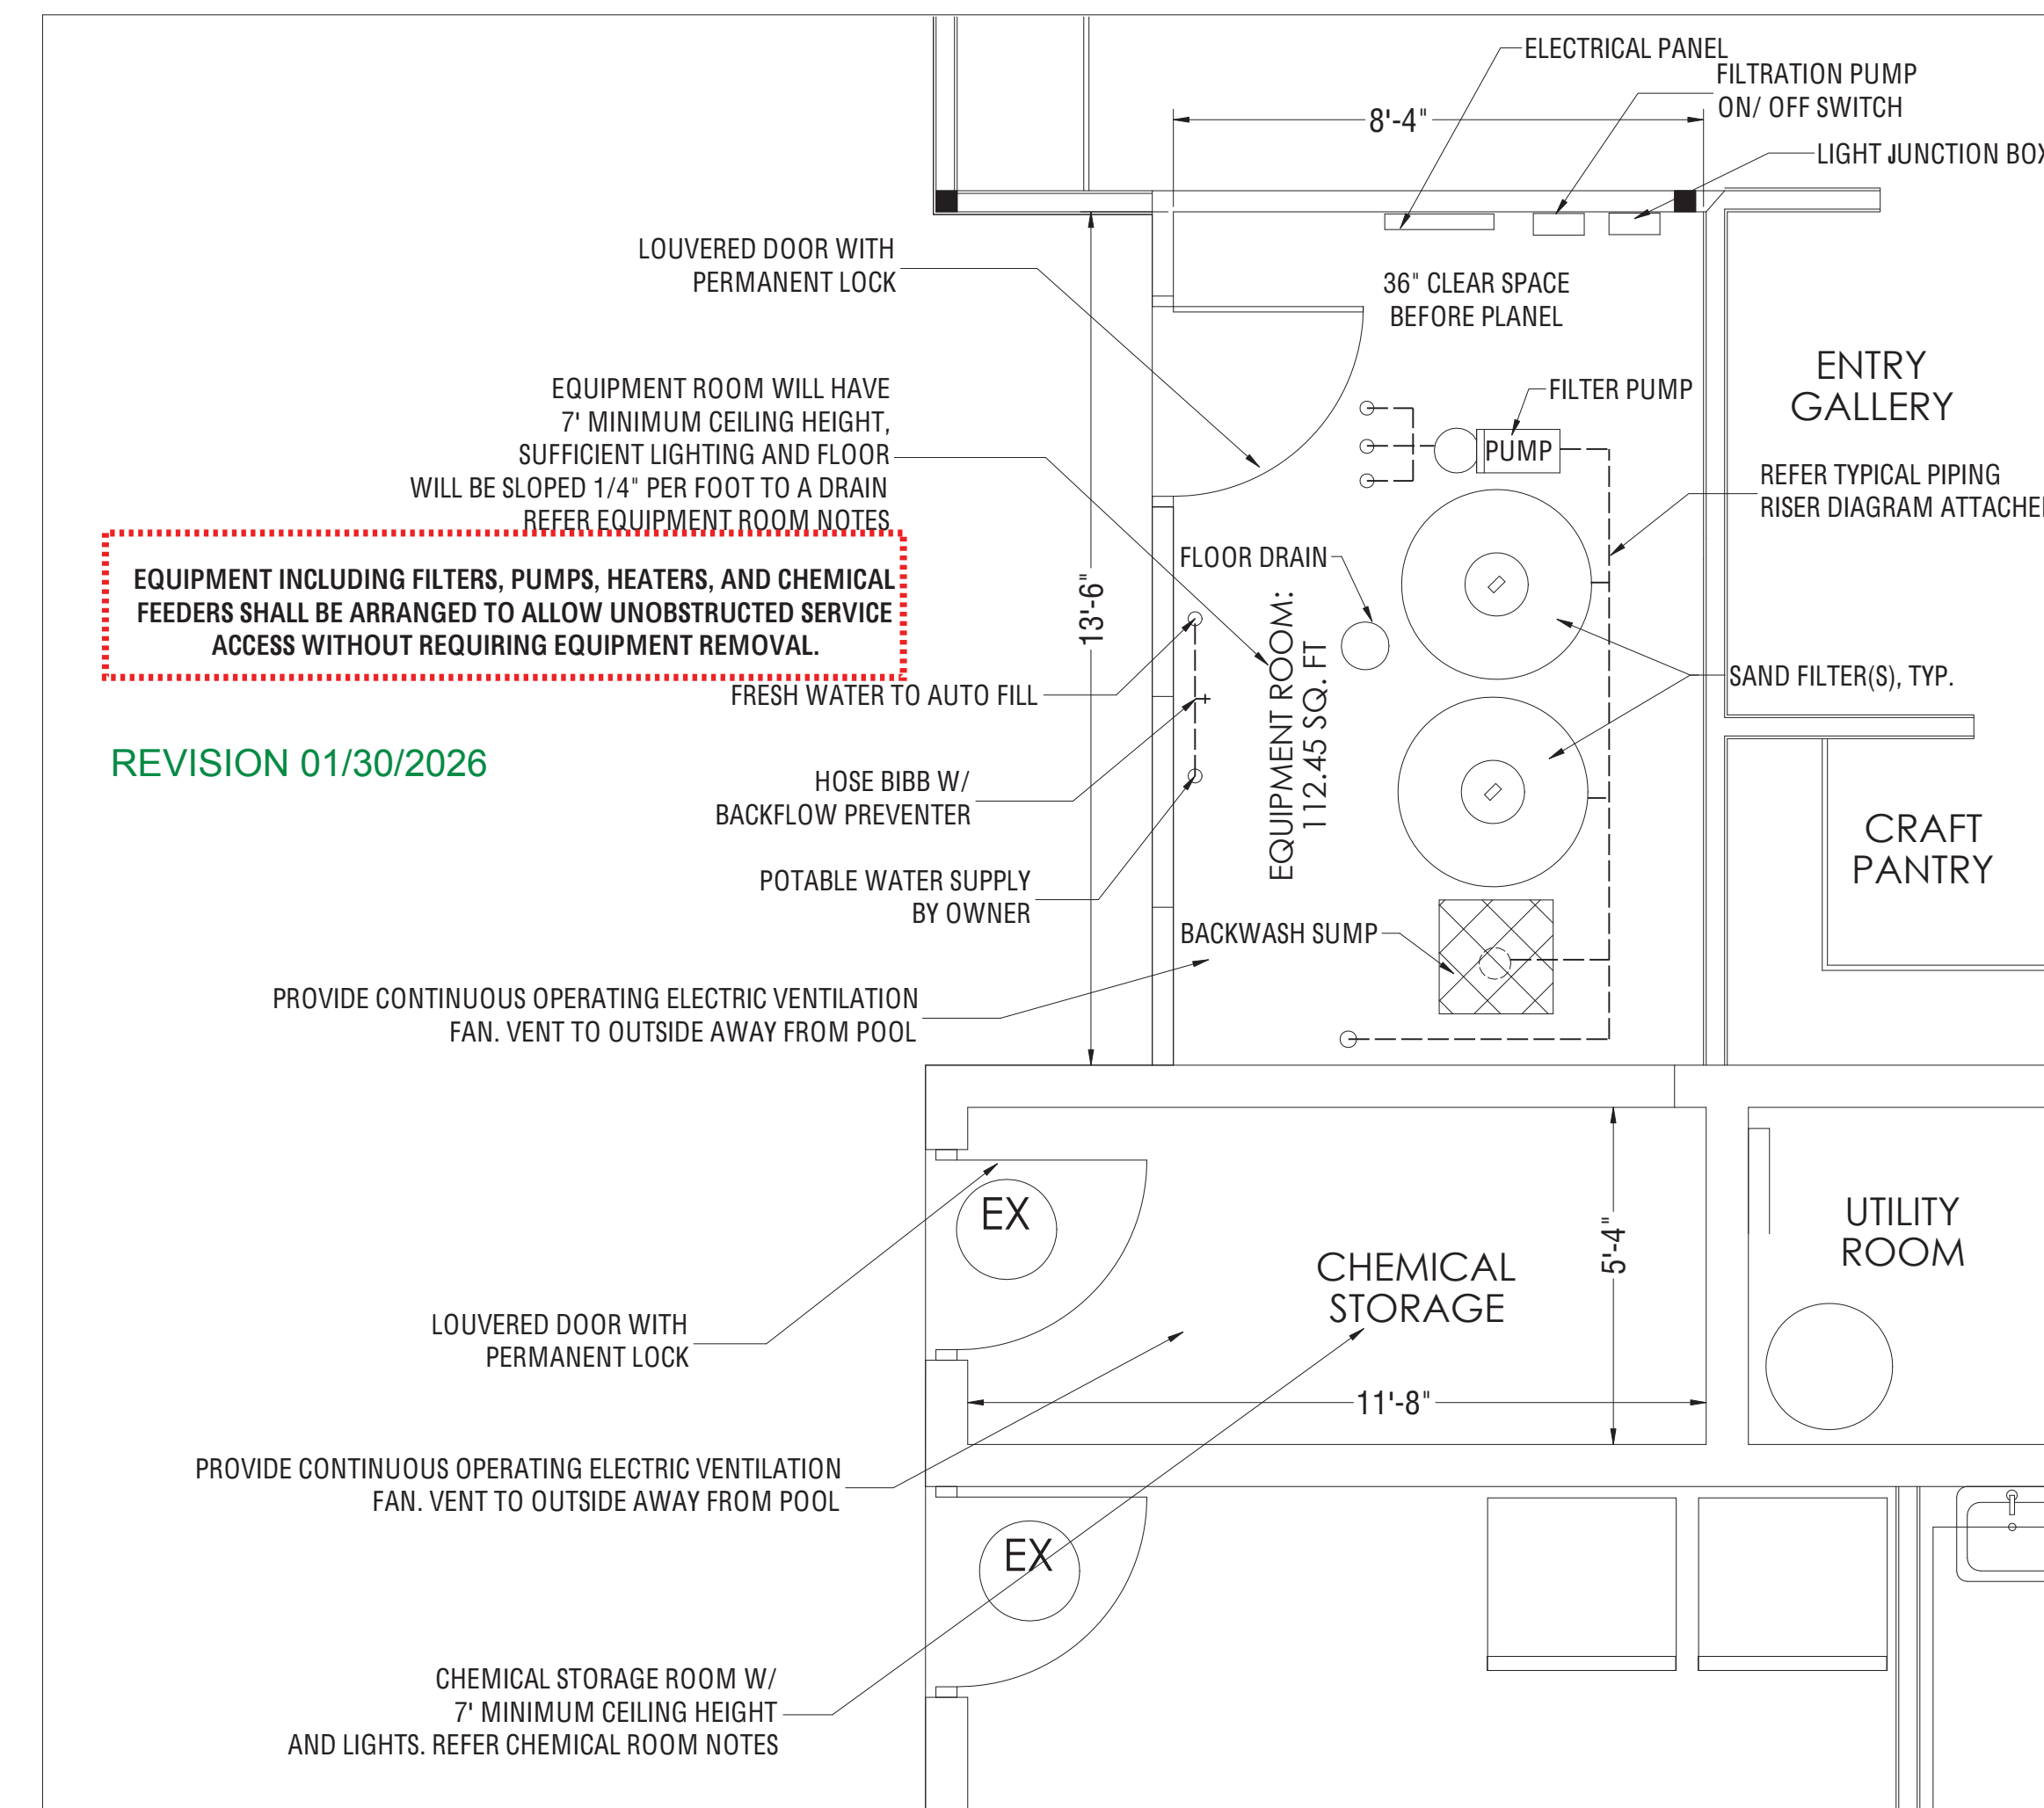 ELECTRICAL PANEL
FILTRATION PUMP
ON/ OFF SWITCH
8'-4"
LIGHT JUNCTION BOX
LOUVERED DOOR WITH
PERMANENT LOCK
36" CLEAR SPACE
BEFORE PLANEL
ENTRY
GALLERY
EQUIPMENT ROOM WILL HAVE
7' MINIMUM CEILING HEIGHT,
SUFFICIENT LIGHTING AND FLOOR
WILL BE SLOPED 1/4" PER FOOT TO A DRAIN
REFER EQUIPMENT ROOM NOTES
FILTER PUMP
PUMP
REFER TYPICAL PIPING
RISER DIAGRAM ATTACHE
EQUIPMENT INCLUDING FILTERS, PUMPS, HEATERS, AND CHEMICAL
FEEDERS SHALL BE ARRANGED TO ALLOW UNOBSTRUCTED SERVICE
ACCESS WITHOUT REQUIRING EQUIPMENT REMOVAL.
FLOOR DRAIN
13'-6"
EQUIPMENT ROOM:
112.45 SQ. FT
SAND FILTER(S), TYP.
FRESH WATER TO AUTO FILL
REVISION 01/30/2026
HOSE BIBB W/
BACKFLOW PREVENTER
CRAFT
PANTRY
POTABLE WATER SUPPLY
BY OWNER
BACKWASH SUMP
PROVIDE CONTINUOUS OPERATING ELECTRIC VENTILATION
FAN. VENT TO OUTSIDE AWAY FROM POOL
EX
5'-4"
UTILITY
ROOM
CHEMICAL
STORAGE
LOUVERED DOOR WITH
PERMANENT LOCK
11'-8"
PROVIDE CONTINUOUS OPERATING ELECTRIC VENTILATION
FAN. VENT TO OUTSIDE AWAY FROM POOL
EX
CHEMICAL STORAGE ROOM W/
7' MINIMUM CEILING HEIGHT
AND LIGHTS. REFER CHEMICAL ROOM NOTES